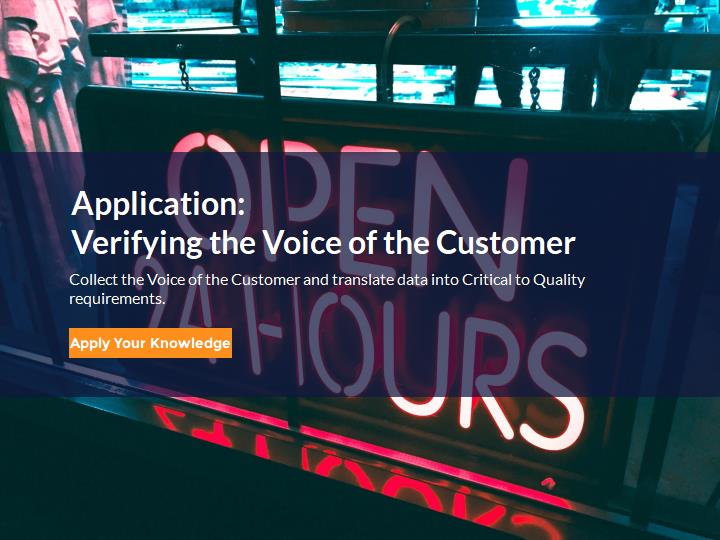 OPEN
24 HOURS
Application:
Verifying the Voice of the Customer
Collect the Voice of the Customer and translate data into Critical to Quality
requirements.
Apply Your Knowledge